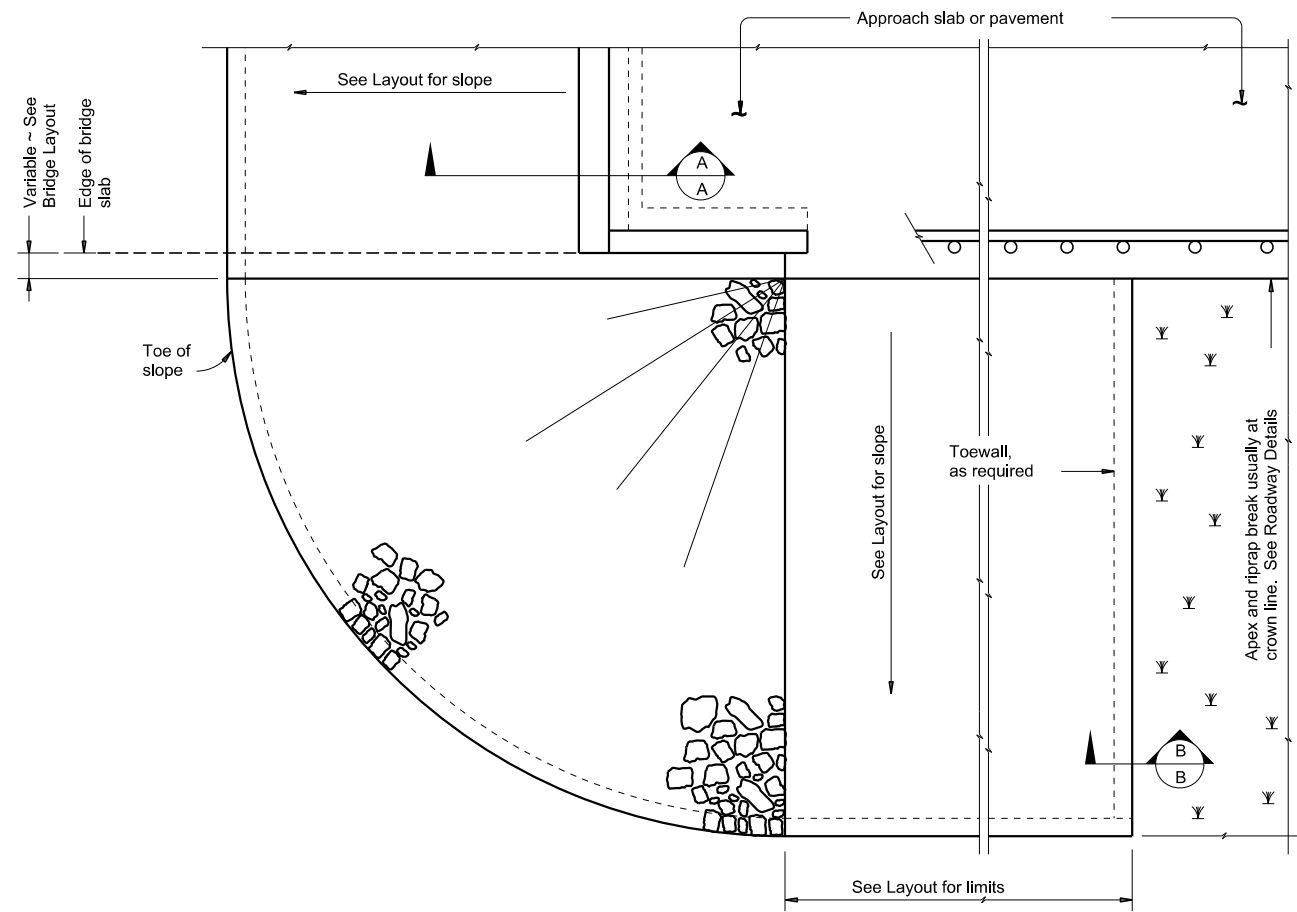 Approach slab or pavement
See Layout for slope
Variable ~ See
Bridge Layout
Edge of bridge
slab
A
A
Toe of
slope
See Layout for slope
Toewall,
as required
Apex and riprap break usually at
crown line. See Roadway Details
B
B
See Layout for limits